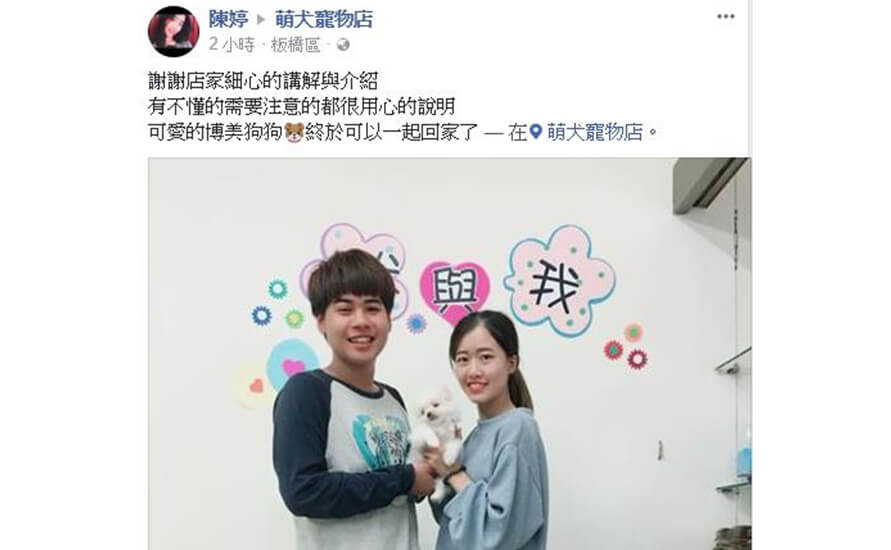 陳婷 ▶ 萌犬寵物店
2 小時 · 板橋區 ·
謝謝店家細心的講解與介紹
有不懂的需要注意的都很用心的說明
可愛的博美狗狗🐻終於可以一起回家了 — 在 萌犬寵物店。
與 我